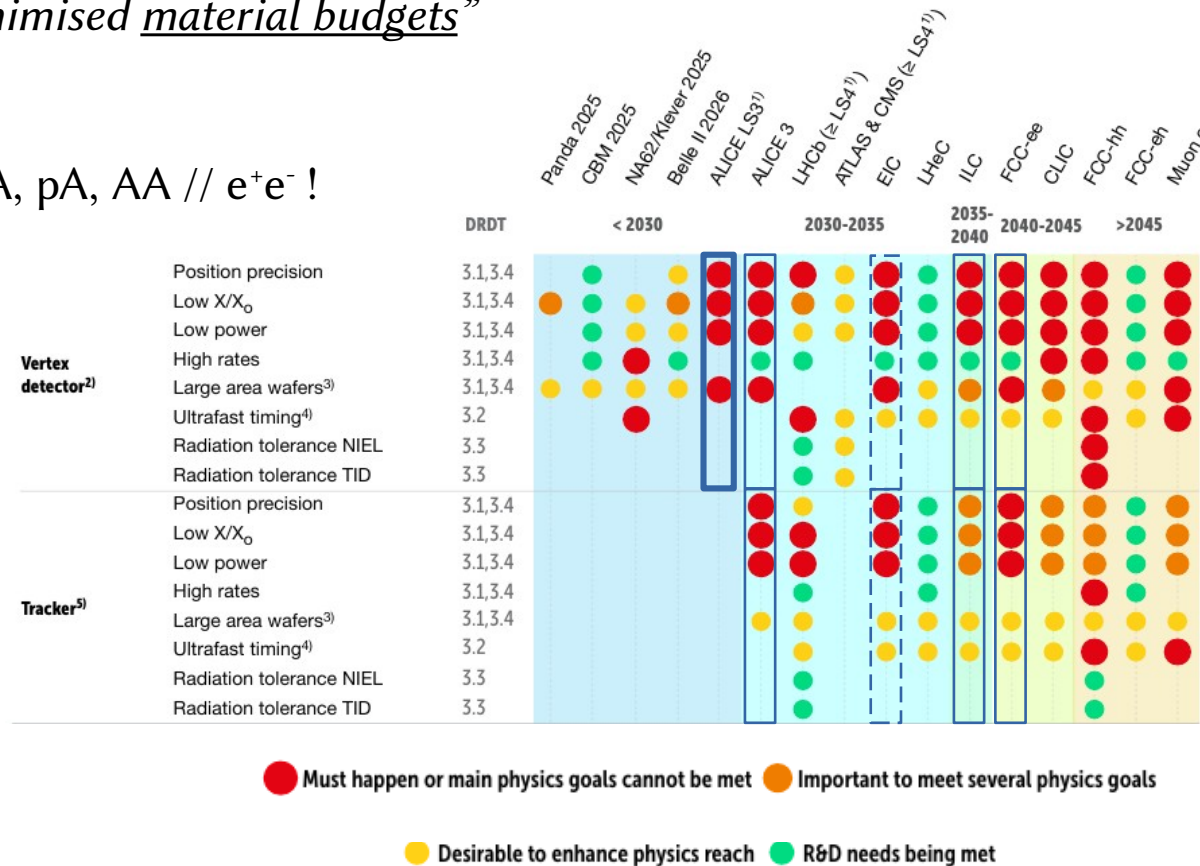 nimised material budgets”
A, pA, AA // e⁺e⁻ !
Panda 2025
CBM 2025
NA62/Klever 2025
Belle II 2026
ALICE LS3¹⁾
ALICE 3
LHCb (≥ LS4¹⁾)
ATLAS & CMS (≥ LS4¹⁾)
EIC
LHeC
ILC
FCC-ee
CLIC
FCC-hh
FCC-eh
Muon
DRDT < 2030 2030-2035 2035-2040 2040-2045 >2045
Vertex detector²⁾
Position precision 3.1,3.4
Low X/Xₒ 3.1,3.4
Low power 3.1,3.4
High rates 3.1,3.4
Large area wafers³⁾ 3.1,3.4
Ultrafast timing⁴⁾ 3.2
Radiation tolerance NIEL 3.3
Radiation tolerance TID 3.3
Tracker⁵⁾
Position precision 3.1,3.4
Low X/Xₒ 3.1,3.4
Low power 3.1,3.4
High rates 3.1,3.4
Large area wafers³⁾ 3.1,3.4
Ultrafast timing⁴⁾ 3.2
Radiation tolerance NIEL 3.3
Radiation tolerance TID 3.3
Must happen or main physics goals cannot be met Important to meet several physics goals
Desirable to enhance physics reach R&D needs being met